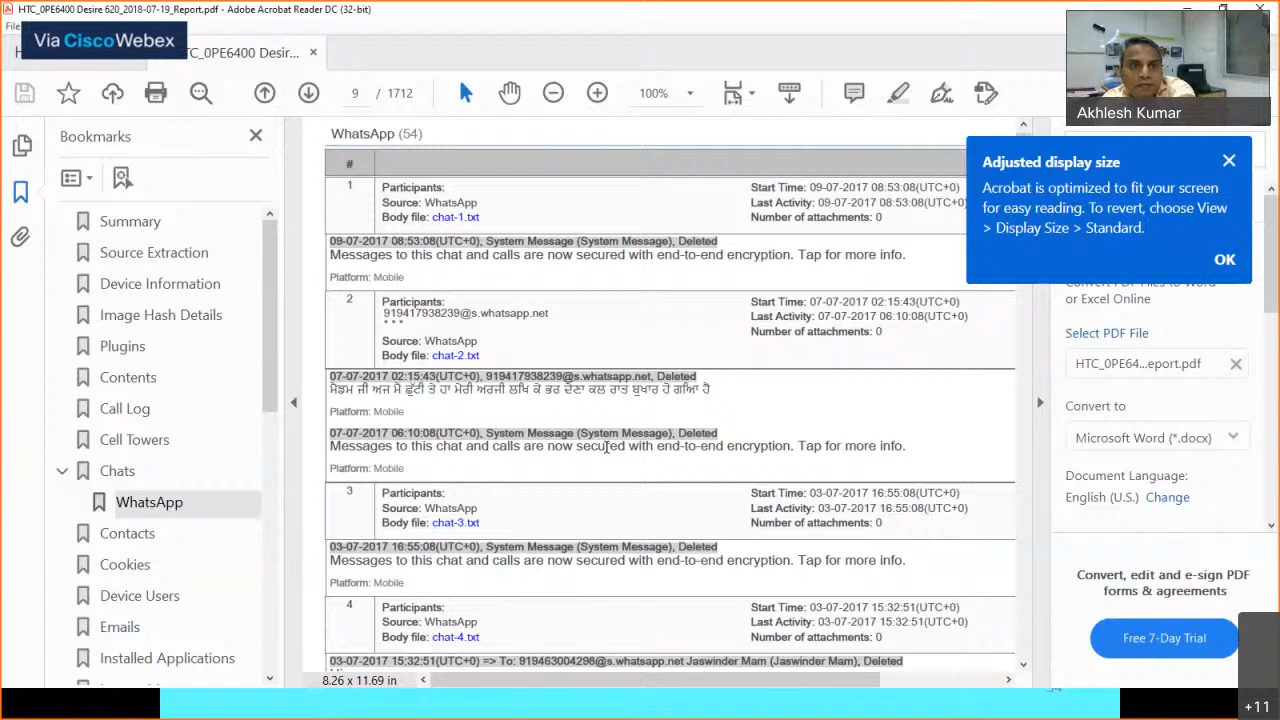 HTC_0PE6400 Desire 620_2018-07-19_Report.pdf - Adobe Acrobat Reader DC (32-bit)
Via Cisco Webex
TC_0PE6400 Desir...
9 / 1712
100%
Akhlesh Kumar
Bookmarks
Summary
Source Extraction
Device Information
Image Hash Details
Plugins
Contents
Call Log
Cell Towers
Chats
WhatsApp
Contacts
Cookies
Device Users
Emails
Installed Applications
WhatsApp (54)
#
1
Participants:
Source: WhatsApp
Body file: chat-1.txt
Start Time: 09-07-2017 08:53:08(UTC+0)
Last Activity: 09-07-2017 08:53:08(UTC+0)
Number of attachments: 0
09-07-2017 08:53:08(UTC+0), System Message (System Message), Deleted
Messages to this chat and calls are now secured with end-to-end encryption. Tap for more info.
Platform: Mobile
2
Participants:
919417938239@s.whatsapp.net
* * *
Source: WhatsApp
Body file: chat-2.txt
Start Time: 07-07-2017 02:15:43(UTC+0)
Last Activity: 07-07-2017 06:10:08(UTC+0)
Number of attachments: 0
07-07-2017 02:15:43(UTC+0), 919417938239@s.whatsapp.net, Deleted
ਮੇਡਮ ਜੀ ਅਜ ਮੈ ਛੁੱਟੀ ਤੇ ਹਾ ਮੇਰੀ ਅਰਜੀ ਲਖਿ ਕੇ ਭਰ ਦੇਣਾ ਕਲ ਰਾਤ ਬੁਖਾਰ ਹੋ ਗਆਿ ਹੈ
Platform: Mobile
07-07-2017 06:10:08(UTC+0), System Message (System Message), Deleted
Messages to this chat and calls are now secured with end-to-end encryption. Tap for more info.
Platform: Mobile
3
Participants:
Source: WhatsApp
Body file: chat-3.txt
Start Time: 03-07-2017 16:55:08(UTC+0)
Last Activity: 03-07-2017 16:55:08(UTC+0)
Number of attachments: 0
03-07-2017 16:55:08(UTC+0), System Message (System Message), Deleted
Messages to this chat and calls are now secured with end-to-end encryption. Tap for more info.
Platform: Mobile
4
Participants:
Source: WhatsApp
Body file: chat-4.txt
Start Time: 03-07-2017 15:32:51(UTC+0)
Last Activity: 03-07-2017 15:32:51(UTC+0)
Number of attachments: 0
03-07-2017 15:32:51(UTC+0) => To: 919463004298@s.whatsapp.net Jaswinder Mam (Jaswinder Mam), Deleted
8.26 x 11.69 in
Adjusted display size
Acrobat is optimized to fit your screen
for easy reading. To revert, choose View
> Display Size > Standard.
OK
Convert PDF Files to Word
or Excel Online
Select PDF File
HTC_0PE64...eport.pdf
Convert to
Microsoft Word (*.docx)
Document Language:
English (U.S.) Change
Convert, edit and e-sign PDF
forms & agreements
Free 7-Day Trial
+11